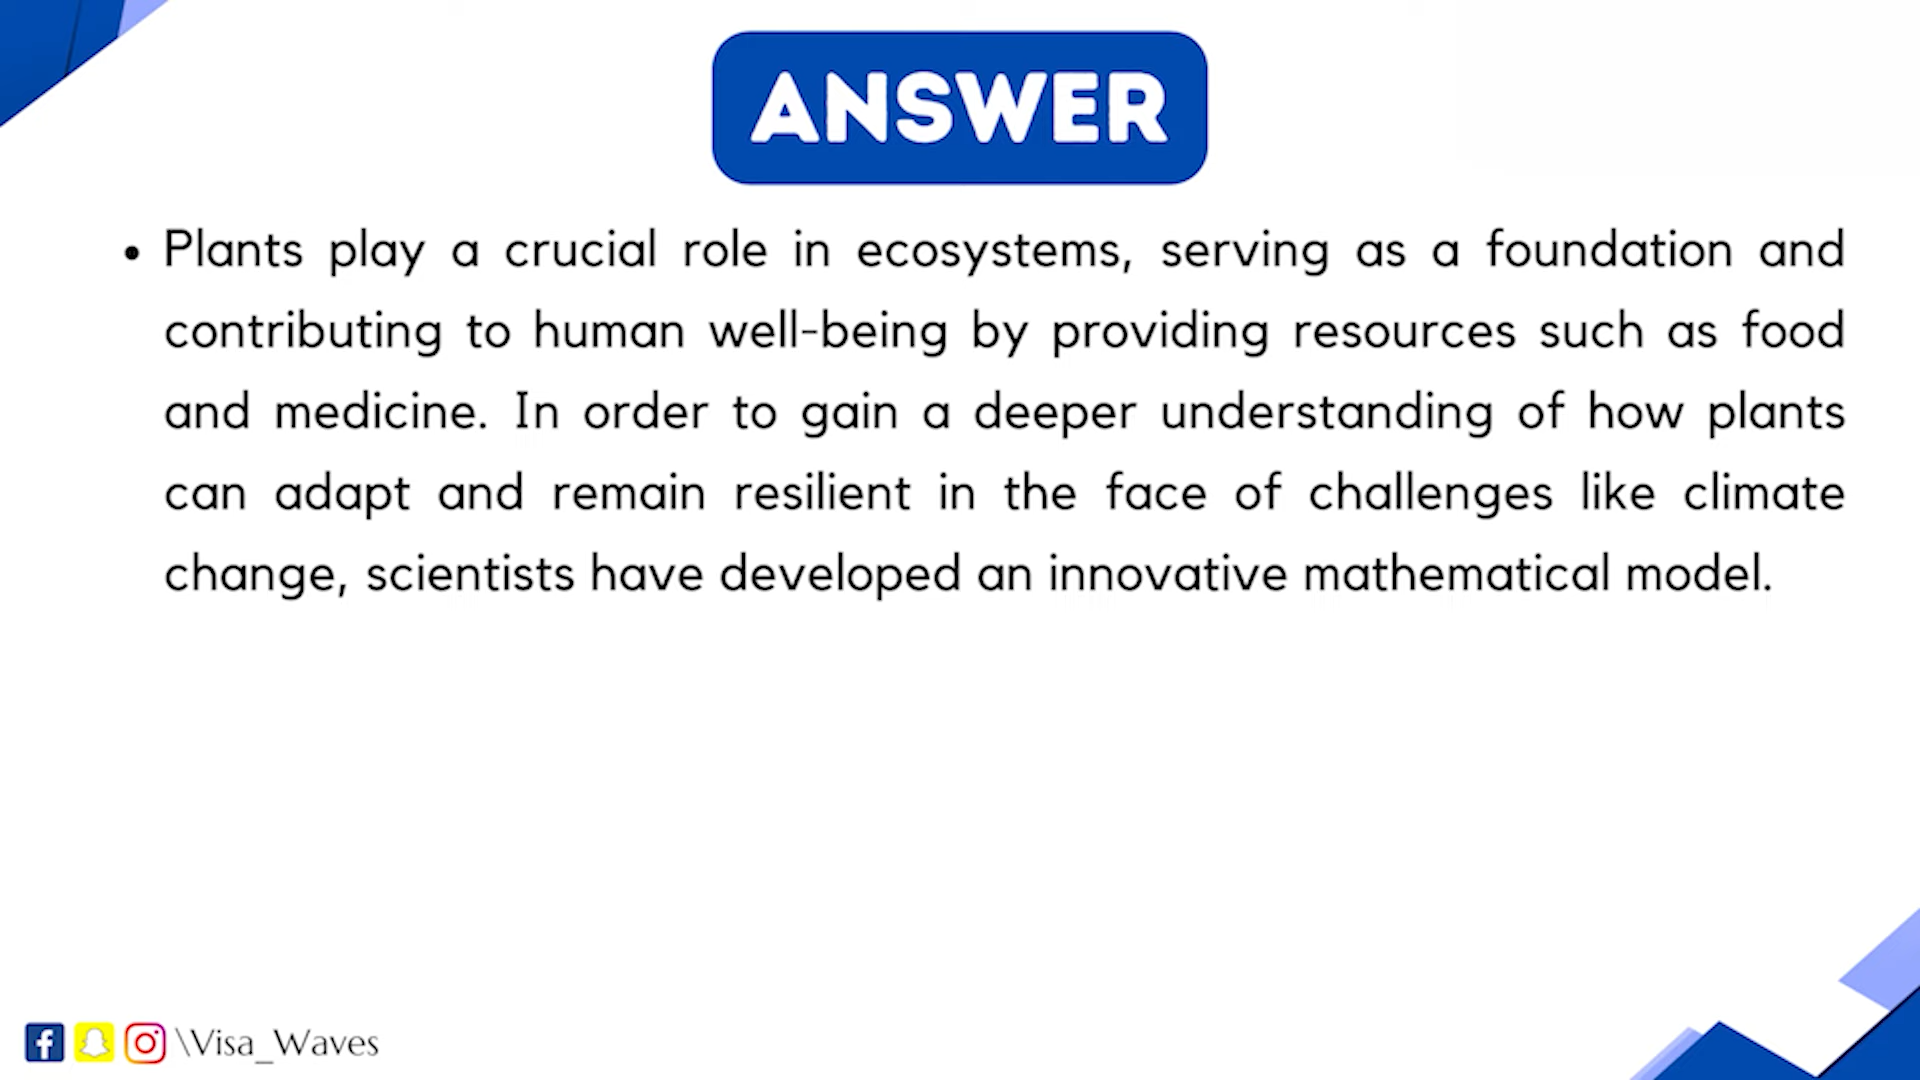 ANSWER
• Plants play a crucial role in ecosystems, serving as a foundation and
contributing to human well-being by providing resources such as food
and medicine. In order to gain a deeper understanding of how plants
can adapt and remain resilient in the face of challenges like climate
change, scientists have developed an innovative mathematical model.
\Visa_Waves